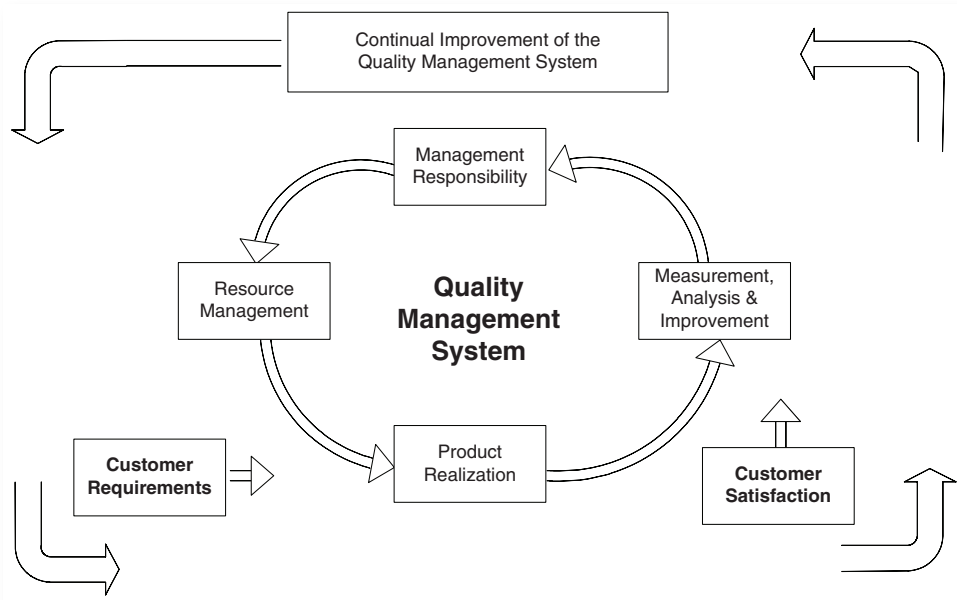 Continual Improvement of the
Quality Management System
Management
Responsibility
Resource
Management
Quality
Management
System
Measurement,
Analysis &
Improvement
Customer
Requirements
Product
Realization
Customer
Satisfaction